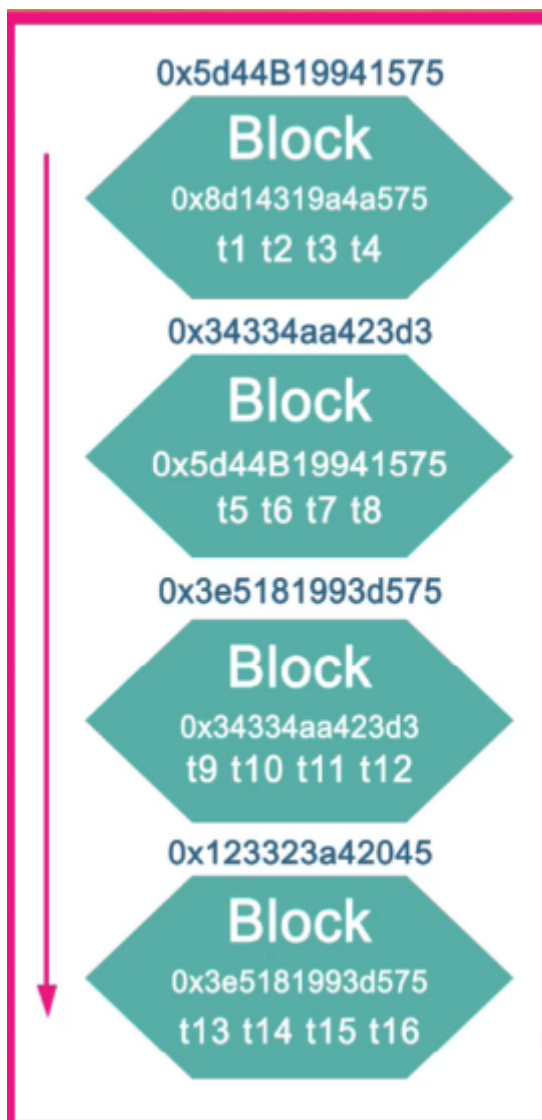 0x5d44B19941575
Block
0x8d14319a4a575
t1 t2 t3 t4
0x34334aa423d3
Block
0x5d44B19941575
t5 t6 t7 t8
0x3e5181993d575
Block
0x34334aa423d3
t9 t10 t11 t12
0x123323a42045
Block
0x3e5181993d575
t13 t14 t15 t16